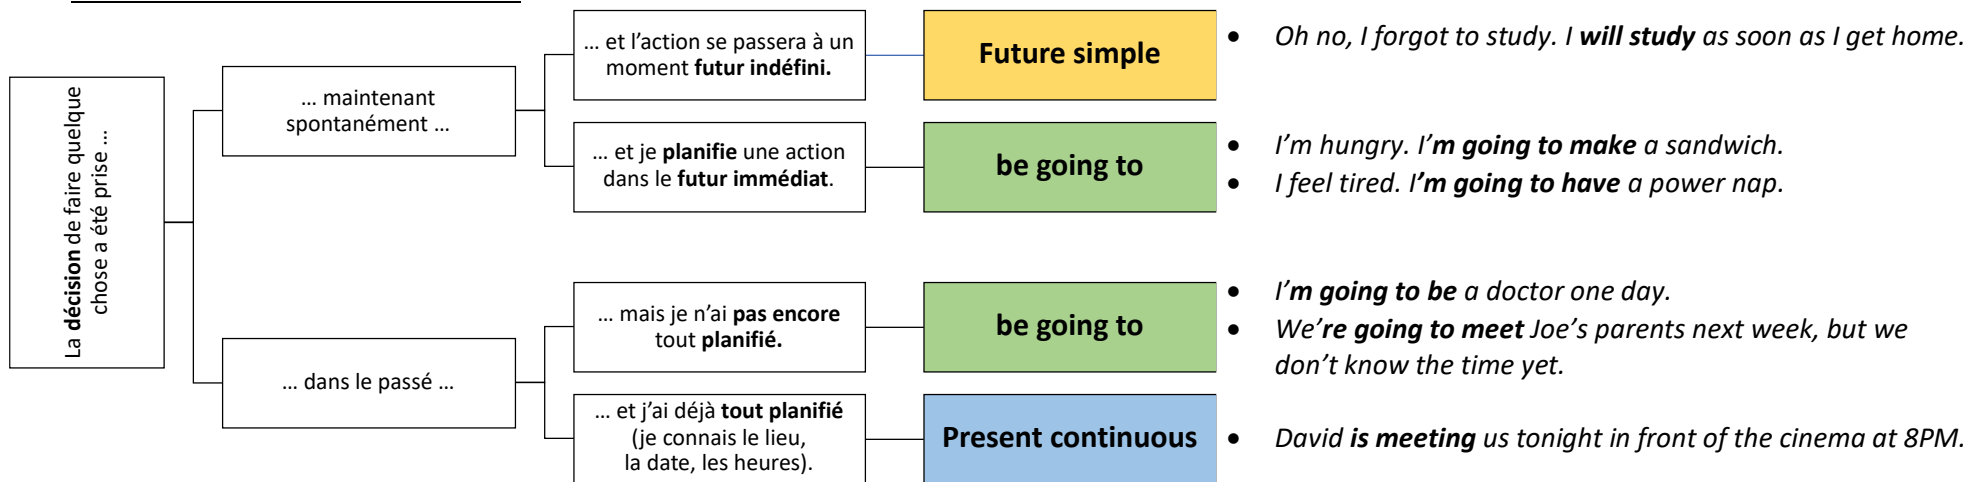 La décision de faire quelque
chose a été prise ...
... maintenant
spontanément ...
... et l’action se passera à un
moment futur indéfini.
Future simple
• Oh no, I forgot to study. I will study as soon as I get home.
... et je planifie une action
dans le futur immédiat.
be going to
• I’m hungry. I’m going to make a sandwich.
• I feel tired. I’m going to have a power nap.
... dans le passé ...
... mais je n’ai pas encore
tout planifié.
be going to
• I’m going to be a doctor one day.
• We’re going to meet Joe’s parents next week, but we
don’t know the time yet.
... et j’ai déjà tout planifié
(je connais le lieu,
la date, les heures).
Present continuous
• David is meeting us tonight in front of the cinema at 8PM.